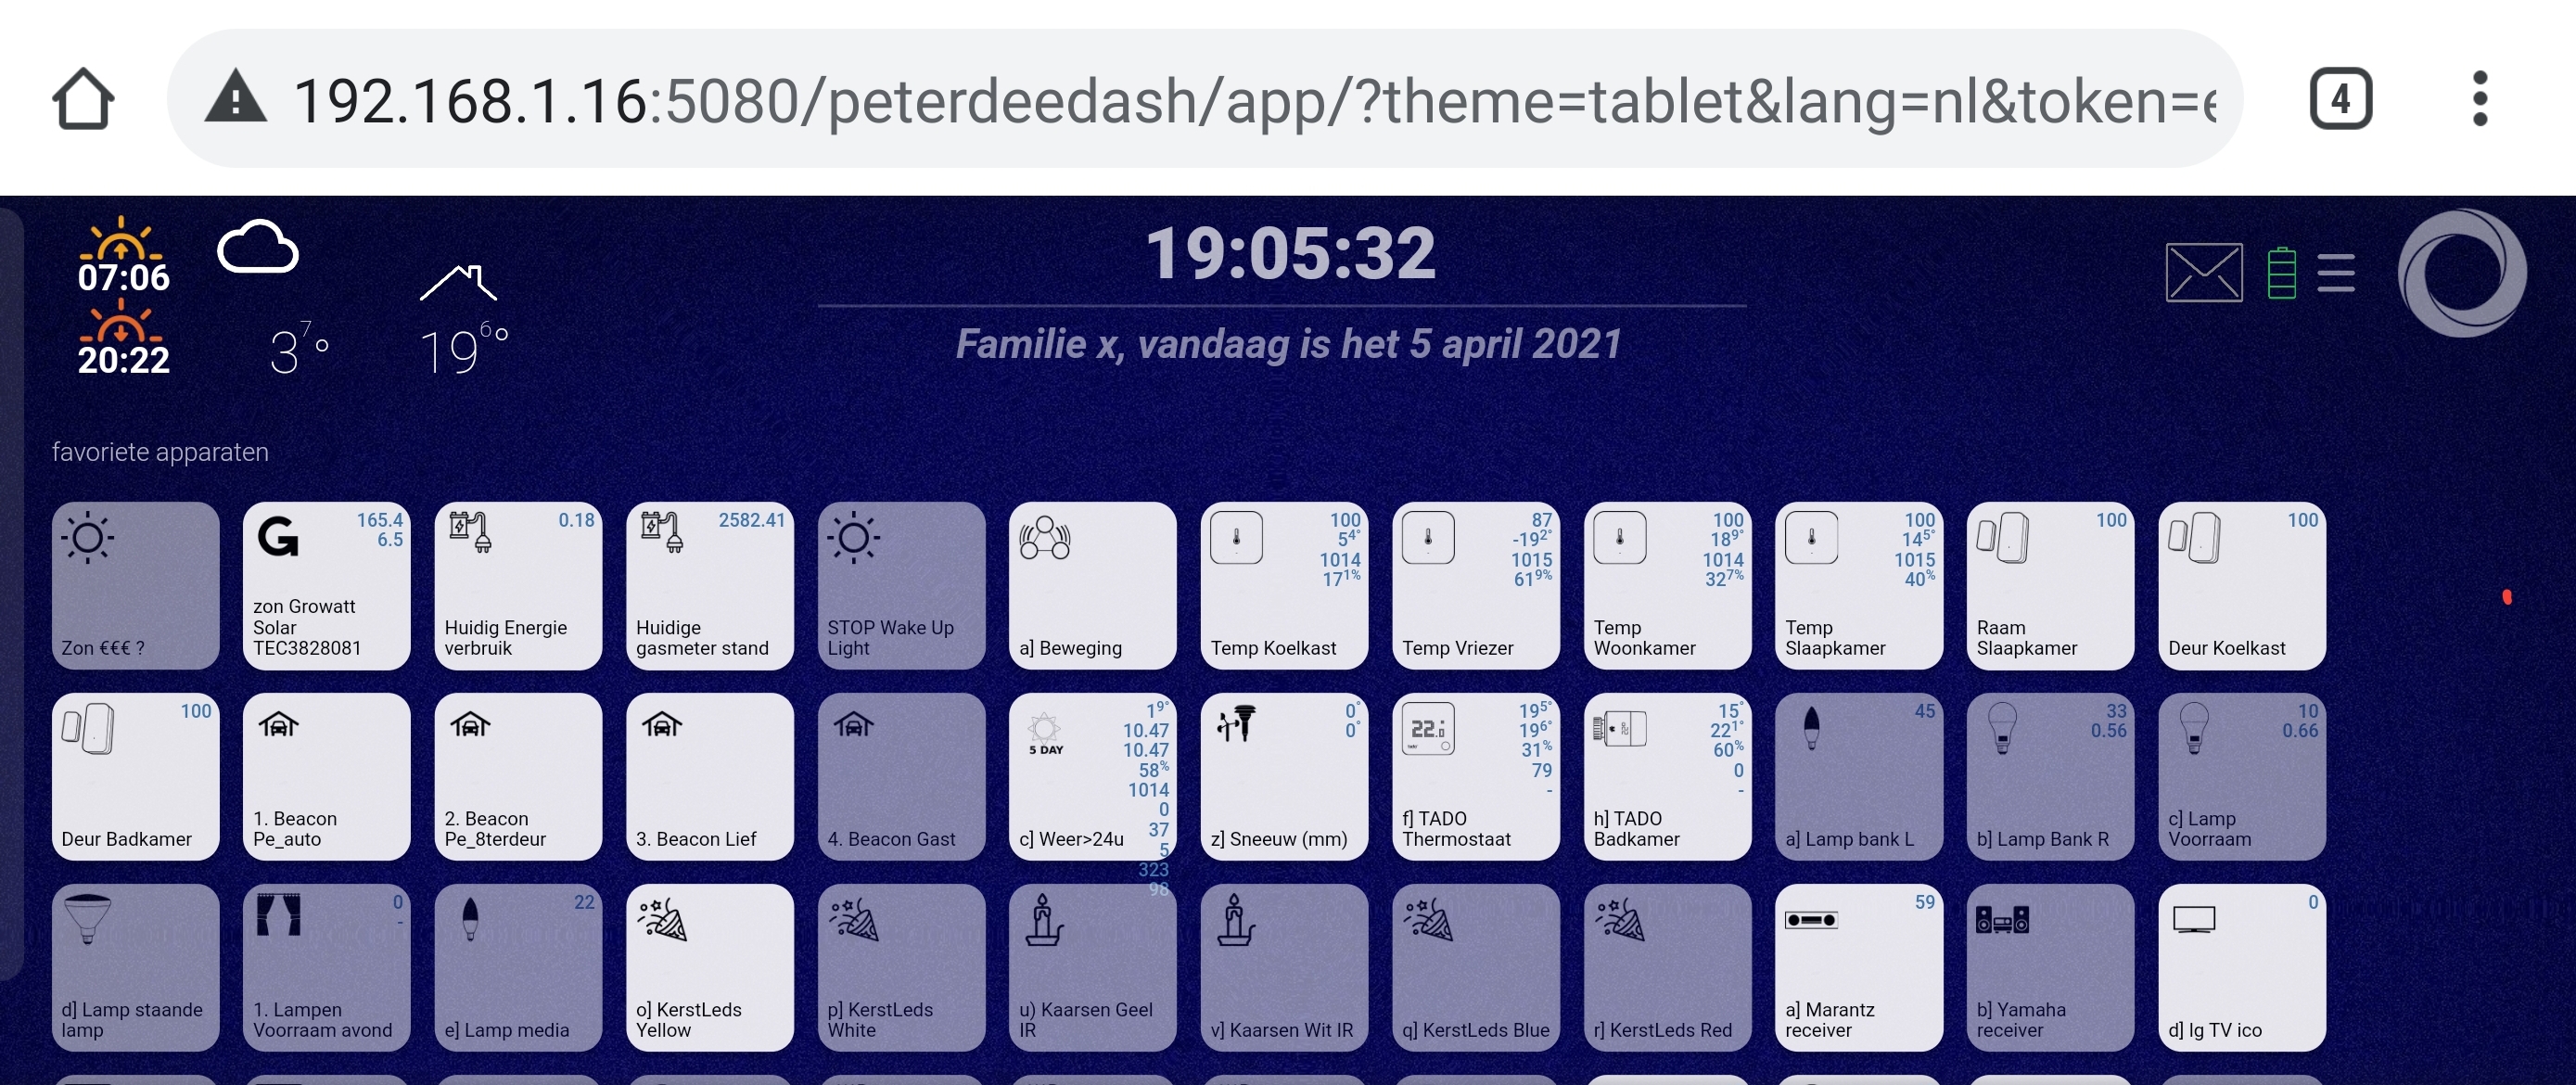 192.168.1.16:5080/peterdeedash/app/?theme=tablet&lang=nl&token=e
4
07:06
20:22
3⁷°
19⁶°
19:05:32
Familie x, vandaag is het 5 april 2021
favoriete apparaten
Zon €€€ ?
165.4
6.5
zon Growatt
Solar
TEC3828081
0.18
Huidig Energie
verbruik
2582.41
Huidige
gasmeter stand
STOP Wake Up
Light
a] Beweging
100
5⁴°
1014
17¹%
Temp Koelkast
87
-19²°
1015
61⁹%
Temp Vriezer
100
18⁹°
1014
32⁷%
Temp
Woonkamer
100
14⁵°
1015
40%
Temp
Slaapkamer
100
Raam
Slaapkamer
100
Deur Koelkast
100
Deur Badkamer
1. Beacon
Pe_auto
2. Beacon
Pe_8terdeur
3. Beacon Lief
4. Beacon Gast
5 DAY
1⁹°
10.47
10.47
58%
1014
0
37
5
323
98
c] Weer>24u
0°
0°
z] Sneeuw (mm)
22.
19⁵°
19⁶°
31%
79
-
f] TADO
Thermostaat
15°
22¹°
60%
0
-
h] TADO
Badkamer
45
a] Lamp bank L
33
0.56
b] Lamp Bank R
10
0.66
c] Lamp
Voorraam
d] Lamp staande
lamp
0
-
1. Lampen
Voorraam avond
22
e] Lamp media
o] KerstLeds
Yellow
p] KerstLeds
White
u) Kaarsen Geel
IR
v] Kaarsen Wit IR
q] KerstLeds Blue
r] KerstLeds Red
59
a] Marantz
receiver
b] Yamaha
receiver
0
d] lg TV ico